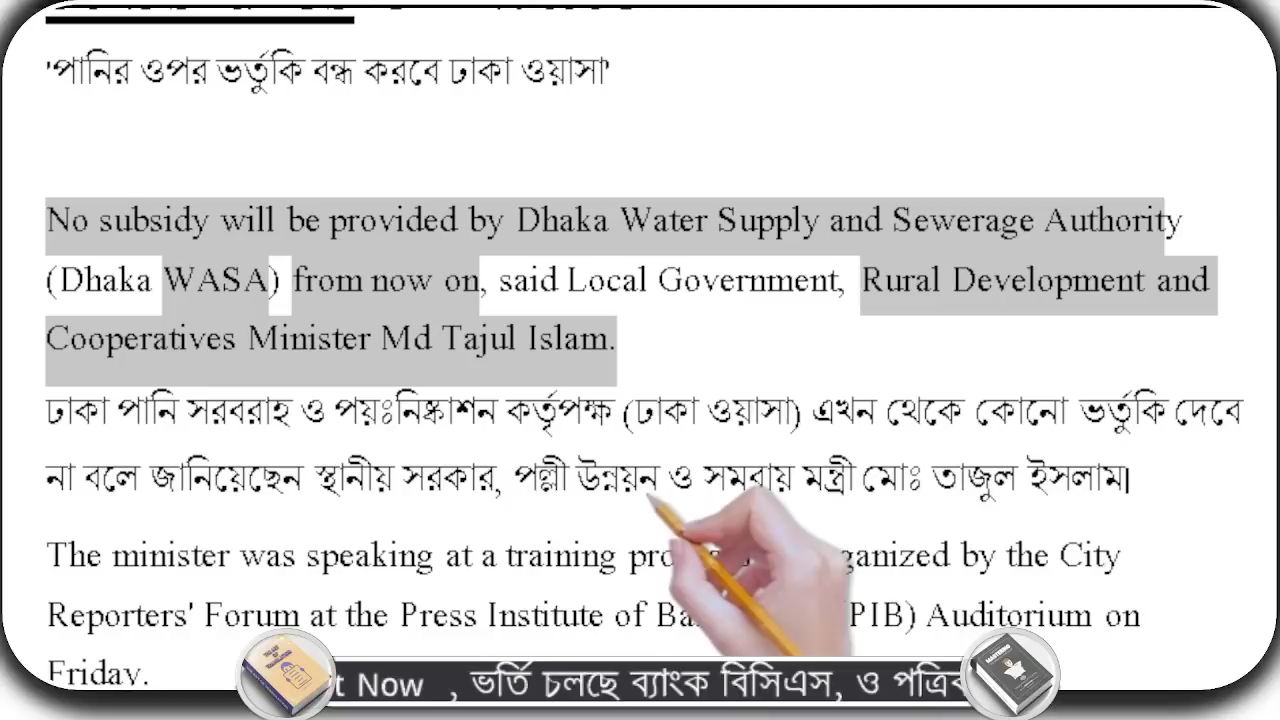 'পানির ওপর ভর্তুকি বন্ধ করবে ঢাকা ওয়াসা'
No subsidy will be provided by Dhaka Water Supply and Sewerage Authority
(Dhaka WASA) from now on, said Local Government, Rural Development and
Cooperatives Minister Md Tajul Islam.
ঢাকা পানি সরবরাহ ও পয়ঃনিষ্কাশন কর্তৃপক্ষ (ঢাকা ওয়াসা) এখন থেকে কোনো ভর্তুকি দেবে
না বলে জানিয়েছেন স্থানীয় সরকার, পল্লী উন্নয়ন ও সমবায় মন্ত্রী মোঃ তাজুল ইসলাম।
The minister was speaking at a training by the City
Reporters' Forum at the Press Institute of PIB) Auditorium on
Friday.
Now , ভর্তি চলছে ব্যাংক বিসিএস, ও